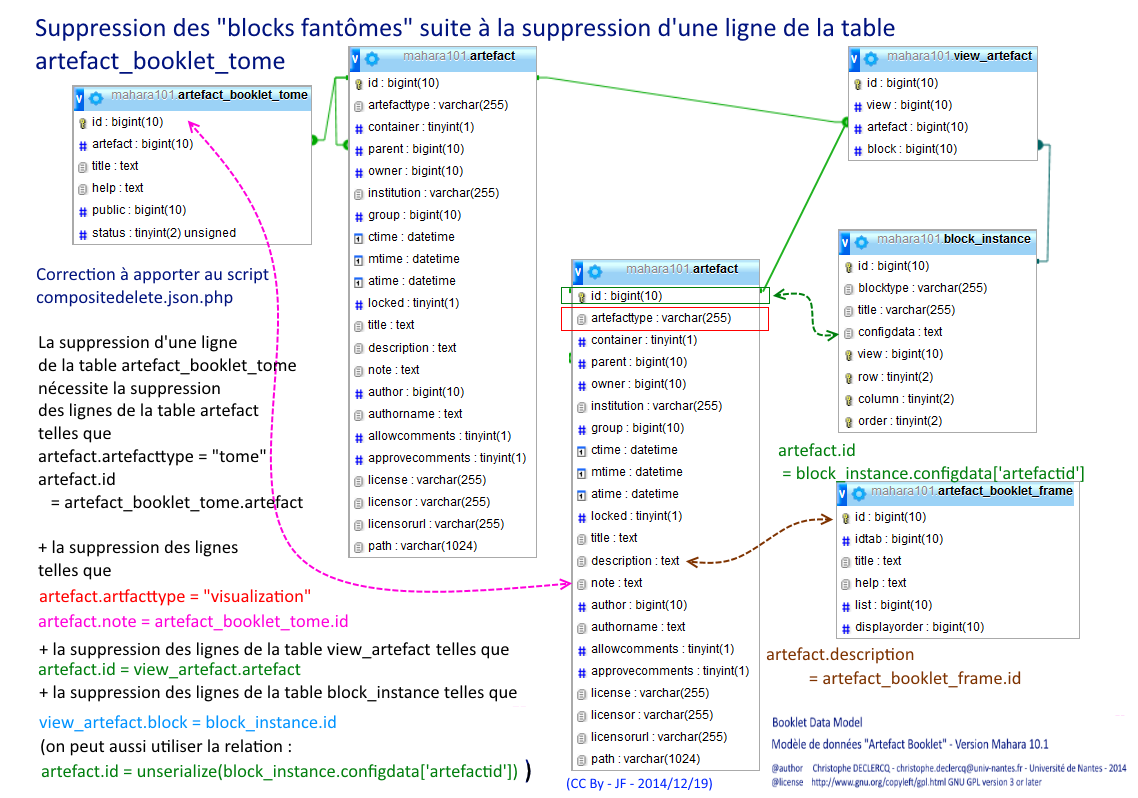 Suppression des "blocks fantômes" suite à la suppression d'une ligne de la table
artefact_booklet_tome
mahara101.artefact_booklet_tome
id : bigint(10)
artefact : bigint(10)
title : text
help : text
public : bigint(10)
status : tinyint(2) unsigned
mahara101.artefact
id : bigint(10)
artefacttype : varchar(255)
container : tinyint(1)
parent : bigint(10)
owner : bigint(10)
institution : varchar(255)
group : bigint(10)
ctime : datetime
mtime : datetime
atime : datetime
locked : tinyint(1)
title : text
description : text
note : text
author : bigint(10)
authorname : text
allowcomments : tinyint(1)
approvecomments : tinyint(1)
license : varchar(255)
licensor : varchar(255)
licensorurl : varchar(255)
path : varchar(1024)
mahara101.view_artefact
id : bigint(10)
view : bigint(10)
artefact : bigint(10)
block : bigint(10)
mahara101.block_instance
id : bigint(10)
blocktype : varchar(255)
title : varchar(255)
configdata : text
view : bigint(10)
row : tinyint(2)
column : tinyint(2)
order : tinyint(2)
mahara101.artefact
id : bigint(10)
artefacttype : varchar(255)
container : tinyint(1)
parent : bigint(10)
owner : bigint(10)
institution : varchar(255)
group : bigint(10)
ctime : datetime
mtime : datetime
atime : datetime
locked : tinyint(1)
title : text
description : text
note : text
author : bigint(10)
authorname : text
allowcomments : tinyint(1)
approvecomments : tinyint(1)
license : varchar(255)
licensor : varchar(255)
licensorurl : varchar(255)
path : varchar(1024)
artefact.id
= block_instance.configdata['artefactid']
mahara101.artefact_booklet_frame
id : bigint(10)
idtab : bigint(10)
title : text
help : text
list : bigint(10)
displayorder : bigint(10)
artefact.description
= artefact_booklet_frame.id
Correction à apporter au script
compositedelete.json.php
La suppression d'une ligne
de la table artefact_booklet_tome
nécessite la suppression
des lignes de la table artefact
telles que
artefact.artefacttype = "tome"
artefact.id
= artefact_booklet_tome.artefact
+ la suppression des lignes
telles que
artefact.artfacttype = "visualization"
artefact.note = artefact_booklet_tome.id
+ la suppression des lignes de la table view_artefact telles que
artefact.id = view_artefact.artefact
+ la suppression des lignes de la table block_instance telles que
view_artefact.block = block_instance.id
(on peut aussi utiliser la relation :
artefact.id = unserialize(block_instance.configdata['artefactid']) )
(CC By - JF - 2014/12/19)
Booklet Data Model
Modèle de données "Artefact Booklet" - Version Mahara 10.1
@author Christophe DECLERCQ - christophe.declercq@univ-nantes.fr - Université de Nantes - 2014
@license http://www.gnu.org/copyleft/gpl.html GNU GPL version 3 or later